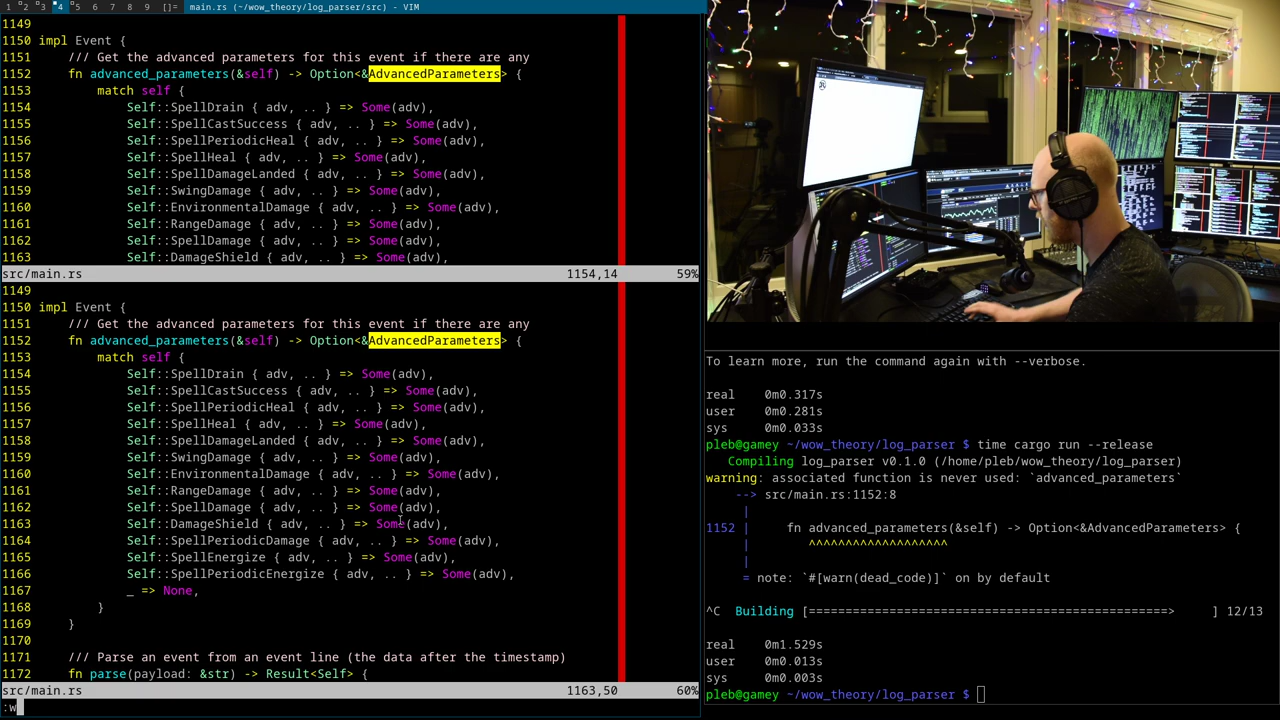 1 2 3 4 5 6 7 8 9 []= main.rs (~/wow_theory/log_parser/src) - VIM
1149
1150 impl Event {
1151     /// Get the advanced parameters for this event if there are any
1152     fn advanced_parameters(&self) -> Option<&AdvancedParameters> {
1153         match self {
1154             Self::SpellDrain { adv, .. } => Some(adv),
1155             Self::SpellCastSuccess { adv, .. } => Some(adv),
1156             Self::SpellPeriodicHeal { adv, .. } => Some(adv),
1157             Self::SpellHeal { adv, .. } => Some(adv),
1158             Self::SpellDamageLanded { adv, .. } => Some(adv),
1159             Self::SwingDamage { adv, .. } => Some(adv),
1160             Self::EnvironmentalDamage { adv, .. } => Some(adv),
1161             Self::RangeDamage { adv, .. } => Some(adv),
1162             Self::SpellDamage { adv, .. } => Some(adv),
1163             Self::DamageShield { adv, .. } => Some(adv),
src/main.rs 1154,14 59%
1149
1150 impl Event {
1151     /// Get the advanced parameters for this event if there are any
1152     fn advanced_parameters(&self) -> Option<&AdvancedParameters> {
1153         match self {
1154             Self::SpellDrain { adv, .. } => Some(adv),
1155             Self::SpellCastSuccess { adv, .. } => Some(adv),
1156             Self::SpellPeriodicHeal { adv, .. } => Some(adv),
1157             Self::SpellHeal { adv, .. } => Some(adv),
1158             Self::SpellDamageLanded { adv, .. } => Some(adv),
1159             Self::SwingDamage { adv, .. } => Some(adv),
1160             Self::EnvironmentalDamage { adv, .. } => Some(adv),
1161             Self::RangeDamage { adv, .. } => Some(adv),
1162             Self::SpellDamage { adv, .. } => Some(adv),
1163             Self::DamageShield { adv, .. } => Some(adv),
1164             Self::SpellPeriodicDamage { adv, .. } => Some(adv),
1165             Self::SpellEnergize { adv, .. } => Some(adv),
1166             Self::SpellPeriodicEnergize { adv, .. } => Some(adv),
1167             _ => None,
1168         }
1169     }
1170
1171     /// Parse an event from an event line (the data after the timestamp)
1172     fn parse(payload: &str) -> Result<Self> {
src/main.rs 1163,50 60%
:w
To learn more, run the command again with --verbose.
real    0m0.317s
user    0m0.281s
sys     0m0.033s
pleb@gamey ~/wow_theory/log_parser $ time cargo run --release
   Compiling log_parser v0.1.0 (/home/pleb/wow_theory/log_parser)
warning: associated function is never used: `advanced_parameters`
    --> src/main.rs:1152:8
     |
1152 |     fn advanced_parameters(&self) -> Option<&AdvancedParameters> {
     |        ^^^^^^^^^^^^^^^^^^^
     |
     = note: `#[warn(dead_code)]` on by default
^C  Building [=================================================>     ] 12/13
real    0m1.529s
user    0m0.013s
sys     0m0.003s
pleb@gamey ~/wow_theory/log_parser $